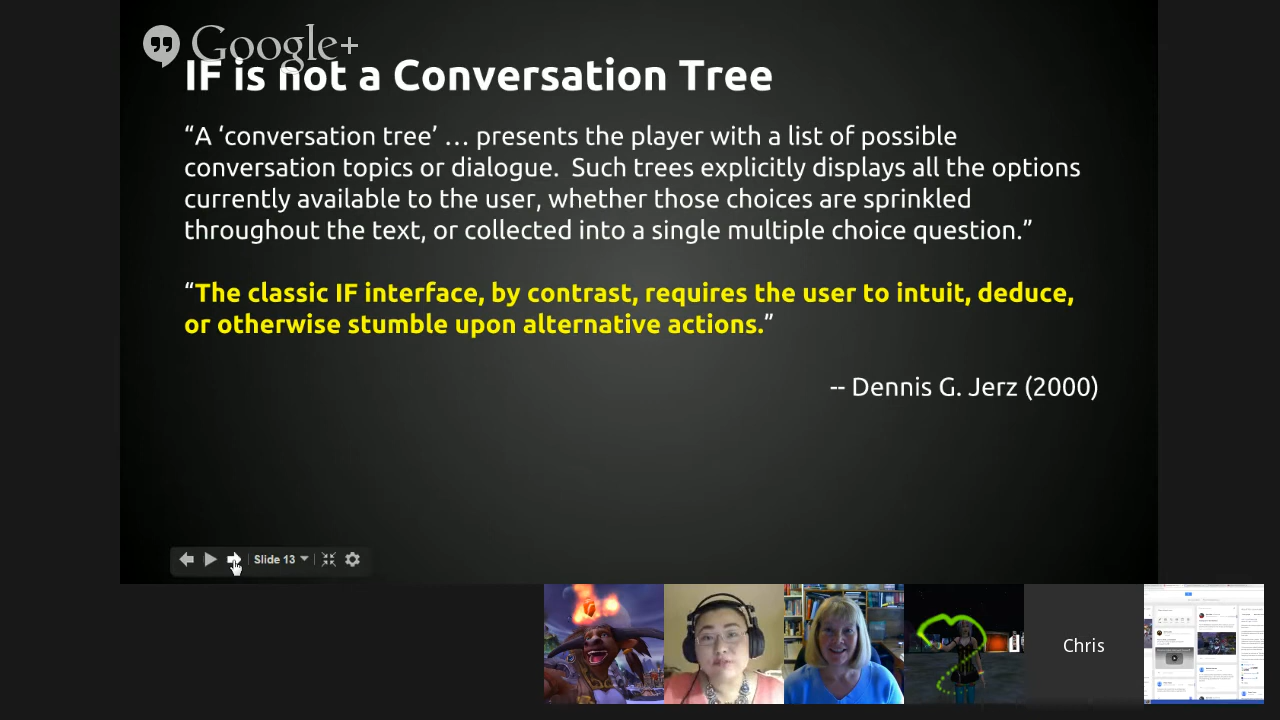 Google+
IF is not a Conversation Tree
“A ‘conversation tree’ … presents the player with a list of possible
conversation topics or dialogue. Such trees explicitly displays all the options
currently available to the user, whether those choices are sprinkled
throughout the text, or collected into a single multiple choice question.”
“The classic IF interface, by contrast, requires the user to intuit, deduce,
or otherwise stumble upon alternative actions.”
-- Dennis G. Jerz (2000)
Slide 13
Chris